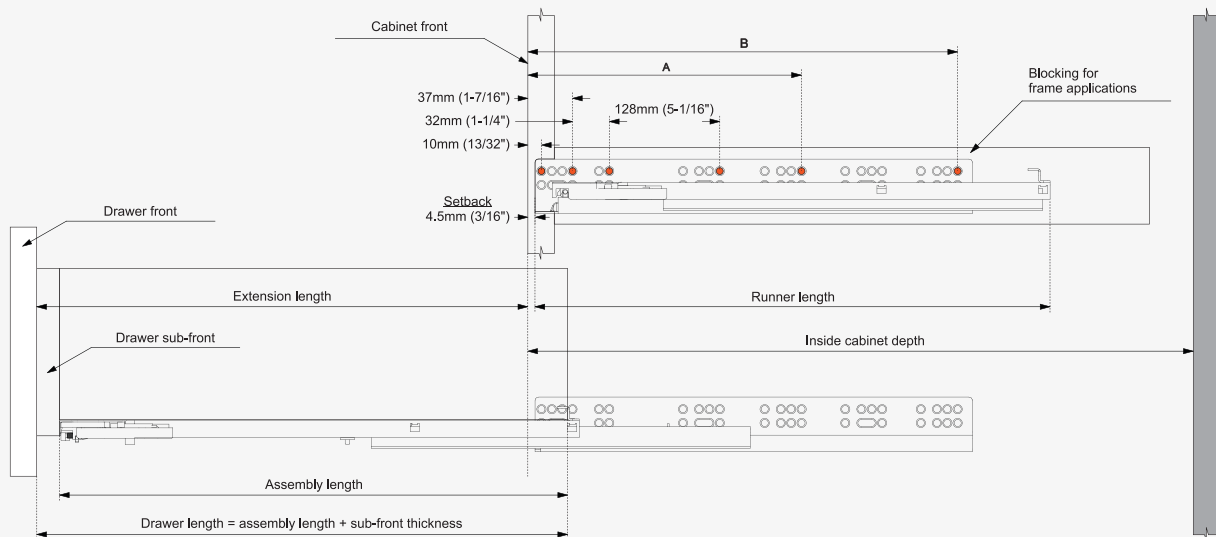 Cabinet front
B
A
Blocking for
frame applications
37mm (1-7/16")
128mm (5-1/16")
32mm (1-1/4")
10mm (13/32")
Setback
4.5mm (3/16")
Drawer front
Extension length
Runner length
Drawer sub-front
Inside cabinet depth
Assembly length
Drawer length = assembly length + sub-front thickness